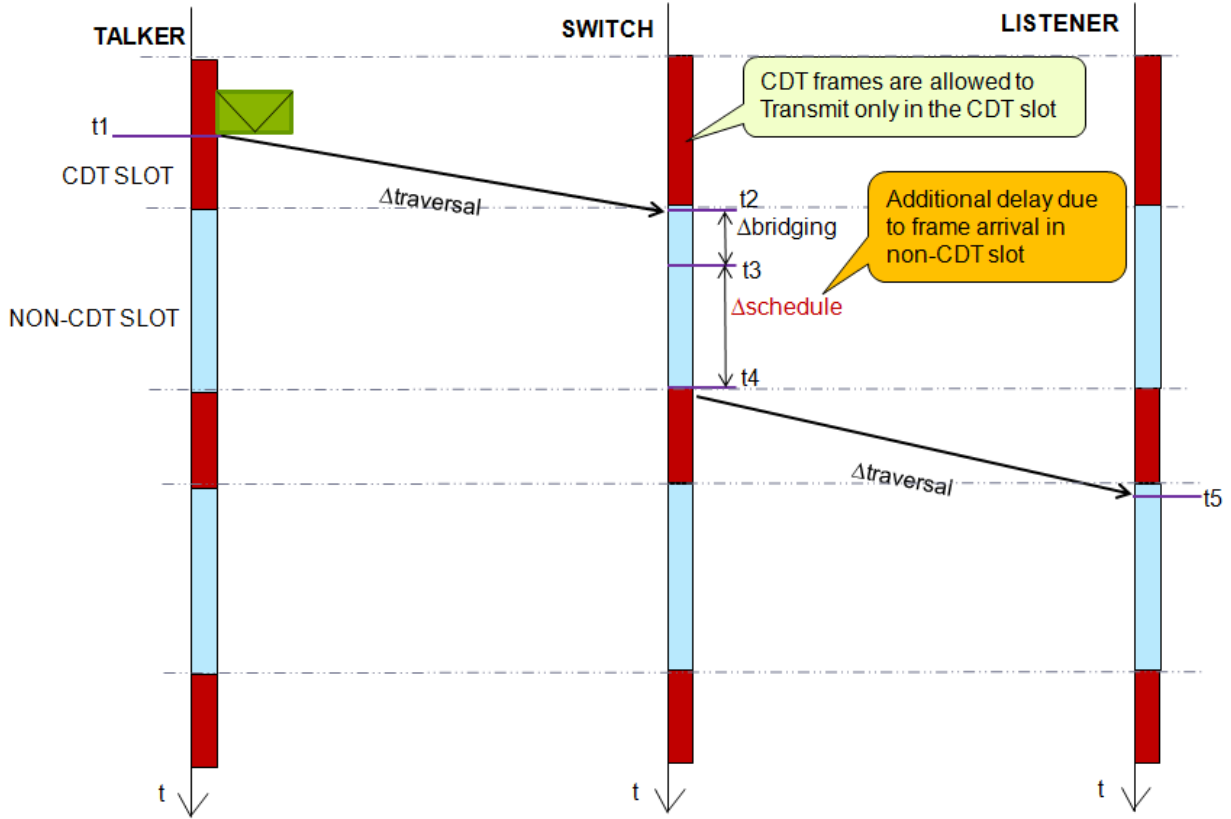 TALKER
SWITCH
LISTENER
CDT frames are allowed to
Transmit only in the CDT slot
t1
CDT SLOT
Δtraversal
t2
Δbridging
t3
Additional delay due
to frame arrival in
non-CDT slot
NON-CDT SLOT
Δschedule
t4
Δtraversal
t5
t
t
t